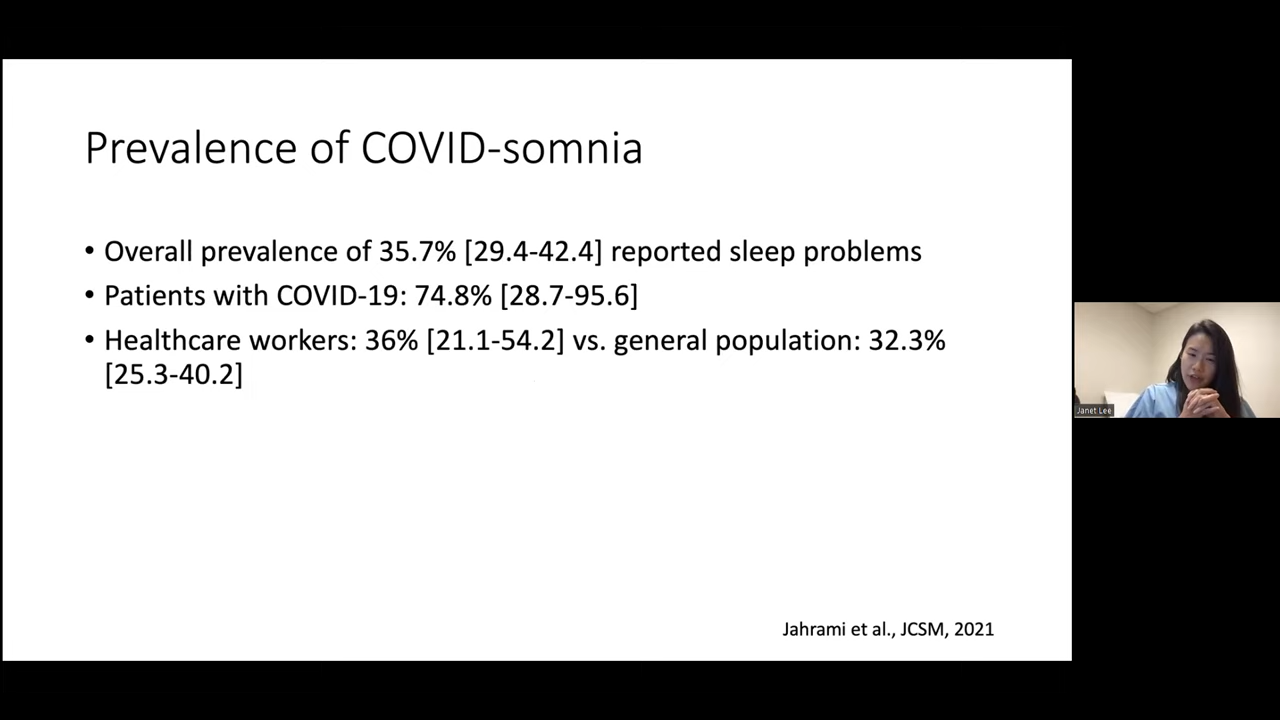 Prevalence of COVID-somnia
• Overall prevalence of 35.7% [29.4-42.4] reported sleep problems
• Patients with COVID-19: 74.8% [28.7-95.6]
• Healthcare workers: 36% [21.1-54.2] vs. general population: 32.3%
[25.3-40.2]
Janet Lee
Jahrami et al., JCSM, 2021